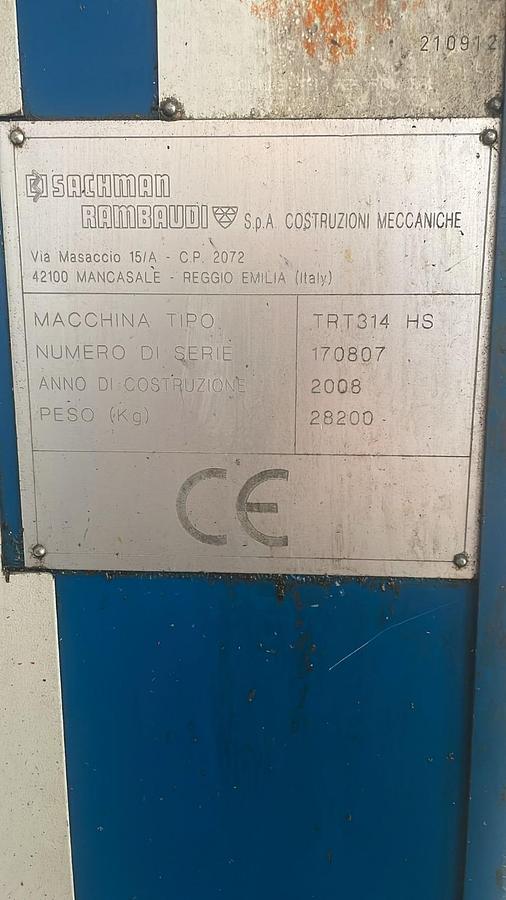 210912
SACHMAN
RAMBAUDI S.p.A. COSTRUZIONI MECCANICHE
Via Masaccio 15/A - C.P. 2072
42100 MANCASALE - REGGIO EMILIA (Italy)
MACCHINA TIPO TRT314 HS
NUMERO DI SERIE 170807
ANNO DI COSTRUZIONE 2008
PESO (Kg) 28200
CE